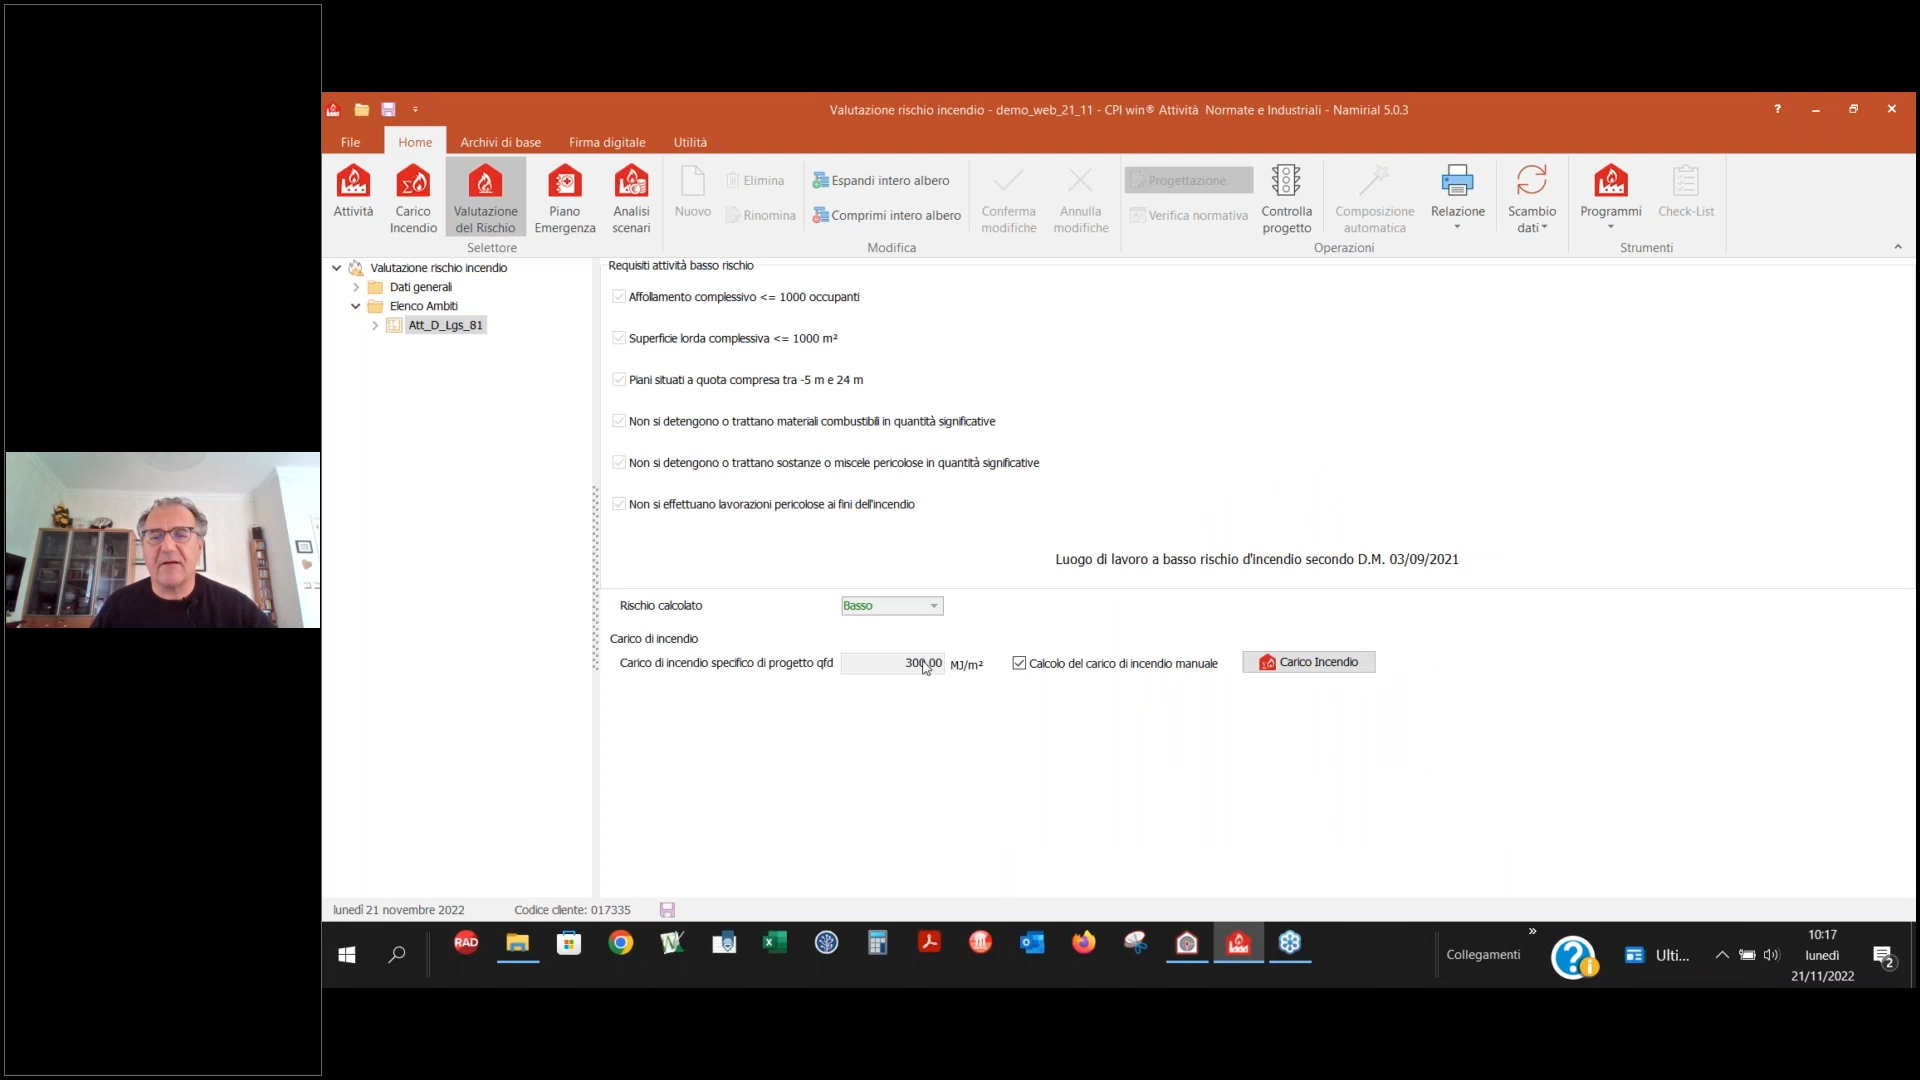 Valutazione rischio incendio - demo_web_21_11 - CPI win® Attività Normate e Industriali - Namirial 5.0.3
?
File Home Archivi di base Firma digitale Utilità
Attività
Carico Incendio
Valutazione del Rischio
Piano Emergenza
Analisi scenari
Selettore
Nuovo
Elimina
Rinomina
Espandi intero albero
Comprimi intero albero
Conferma modifiche
Annulla modifiche
Modifica
Progettazione
Verifica normativa
Controlla progetto
Composizione automatica
Relazione
Operazioni
Scambio dati
Programmi
Check-List
Strumenti
Valutazione rischio incendio
Dati generali
Elenco Ambiti
Att_D_Lgs_81
Requisiti attività basso rischio
Affollamento complessivo <= 1000 occupanti
Superficie lorda complessiva <= 1000 m²
Piani situati a quota compresa tra -5 m e 24 m
Non si detengono o trattano materiali combustibili in quantità significative
Non si detengono o trattano sostanze o miscele pericolose in quantità significative
Non si effettuano lavorazioni pericolose ai fini dell'incendio
Luogo di lavoro a basso rischio d'incendio secondo D.M. 03/09/2021
Rischio calcolato Basso
Carico di incendio
Carico di incendio specifico di progetto qfd 300,00 MJ/m² Calcolo del carico di incendio manuale Carico Incendio
lunedì 21 novembre 2022 Codice cliente: 017335
RAD
Collegamenti
»
Ulti...
10:17
lunedì
21/11/2022
2